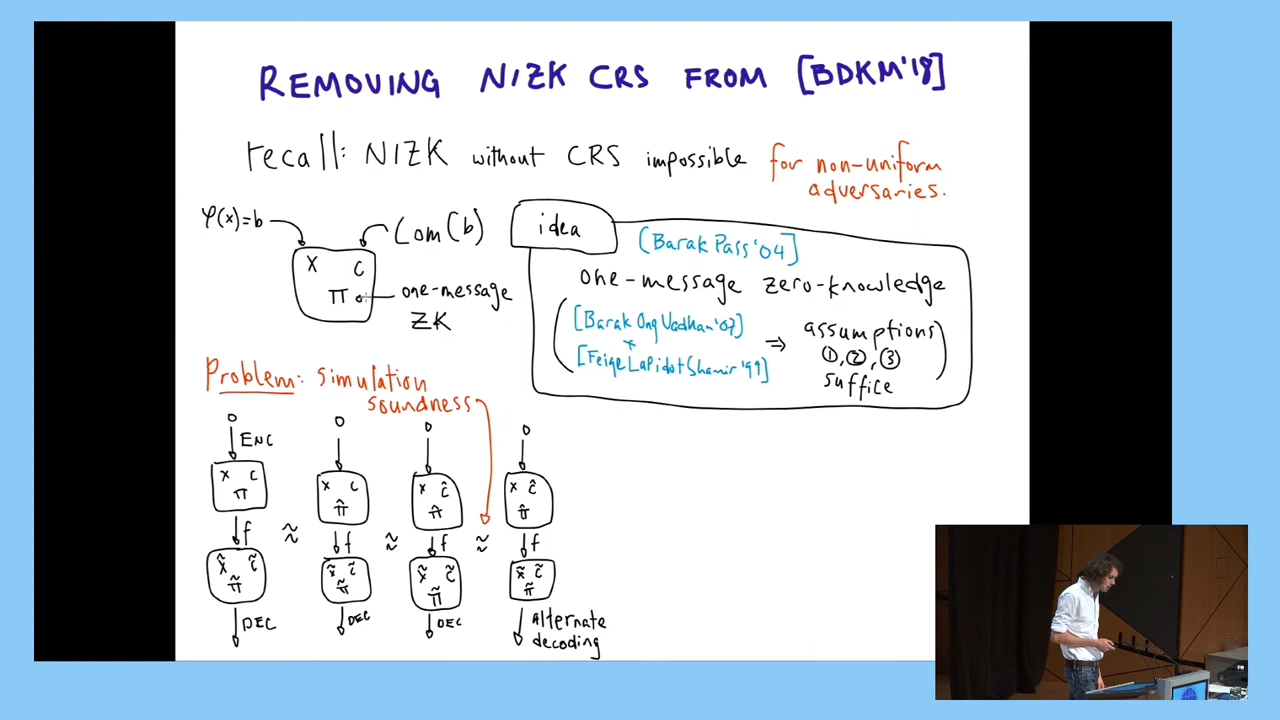 REMOVING NIZK CRS FROM [BDKM'18]
recall: NIZK without CRS impossible for non-uniform
adversaries.
φ(x)=b
Com(b)
x c
π
one-message
ZK
idea
[Barak Pass'04]
one-message zero-knowledge
([Barak Ong Vadhan'07]
+
[Feige Lapidot Shamir '99]
⇒
assumptions
①,②,③
suffice)
Problem: simulation
soundness
0
ENC
x c
π
f
x̃ c̃
π̃
DEC
≈
0
x c
π̂
f
x̃ c̃
π̃
DEC
≈
0
x ĉ
π̂
f
x̃ c̃
π̃
DEC
≈
0
x ĉ
π̂
f
x̃ c̃
π̃
alternate
decoding